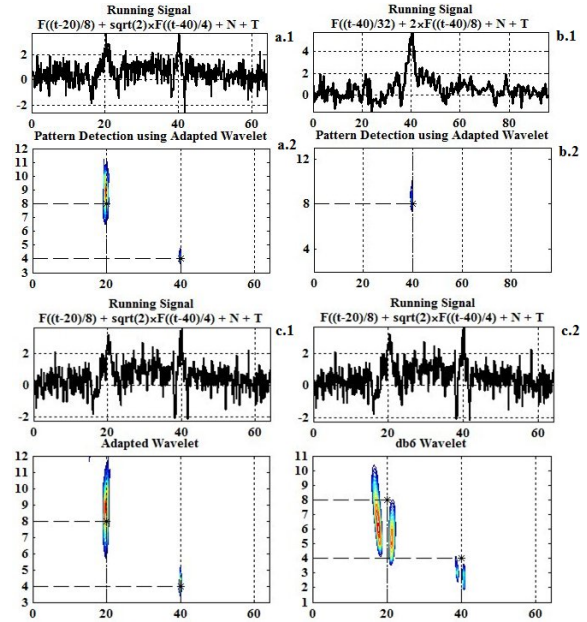 Running Signal
F((t-20)/8) + sqrt(2)×F((t-40)/4) + N + T
a.1
2
0
-2
0 20 40 60
Pattern Detection using Adapted Wavelet
a.2
12
11
10
9
8
7
6
5
4
3
2
0 20 40 60
Running Signal
F((t-40)/32) + 2×F((t-40)/8) + N + T
b.1
4
2
0
0 20 40 60 80
Pattern Detection using Adapted Wavelet
b.2
12
10
8
6
4
2
0 20 40 60 80
Running Signal
F((t-20)/8) + sqrt(2)×F((t-40)/4) + N + T
c.1
2
0
-2
0 20 40 60
Adapted Wavelet
12
11
10
9
8
7
6
5
4
3
0 20 40 60
Running Signal
F((t-20)/8) + sqrt(2)×F((t-40)/4) + N + T
c.2
2
0
-2
0 20 40 60
db6 Wavelet
11
10
9
8
7
6
5
4
3
2
1
0 20 40 60